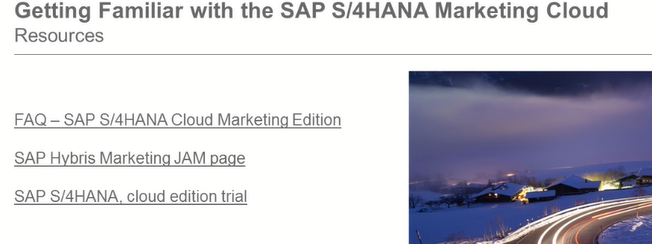 Getting Familiar with the SAP S/4HANA Marketing Cloud
Resources
FAQ – SAP S/4HANA Cloud Marketing Edition
SAP Hybris Marketing JAM page
SAP S/4HANA, cloud edition trial